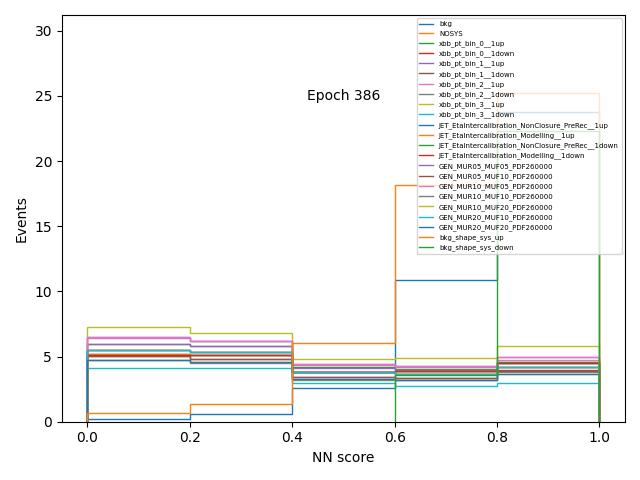 bkg
NOSYS
xbb_pt_bin_0__1up
xbb_pt_bin_0__1down
xbb_pt_bin_1__1up
xbb_pt_bin_1__1down
xbb_pt_bin_2__1up
xbb_pt_bin_2__1down
xbb_pt_bin_3__1up
xbb_pt_bin_3__1down
JET_EtaIntercalibration_NonClosure_PreRec__1up
JET_EtaIntercalibration_Modelling__1up
JET_EtaIntercalibration_NonClosure_PreRec__1down
JET_EtaIntercalibration_Modelling__1down
GEN_MUR05_MUF05_PDF260000
GEN_MUR05_MUF10_PDF260000
GEN_MUR10_MUF05_PDF260000
GEN_MUR10_MUF10_PDF260000
GEN_MUR10_MUF20_PDF260000
GEN_MUR20_MUF10_PDF260000
GEN_MUR20_MUF20_PDF260000
bkg_shape_sys_up
bkg_shape_sys_down
Epoch 386
Events
30
25
20
15
10
5
0
0.0 0.2 0.4 0.6 0.8 1.0
NN score